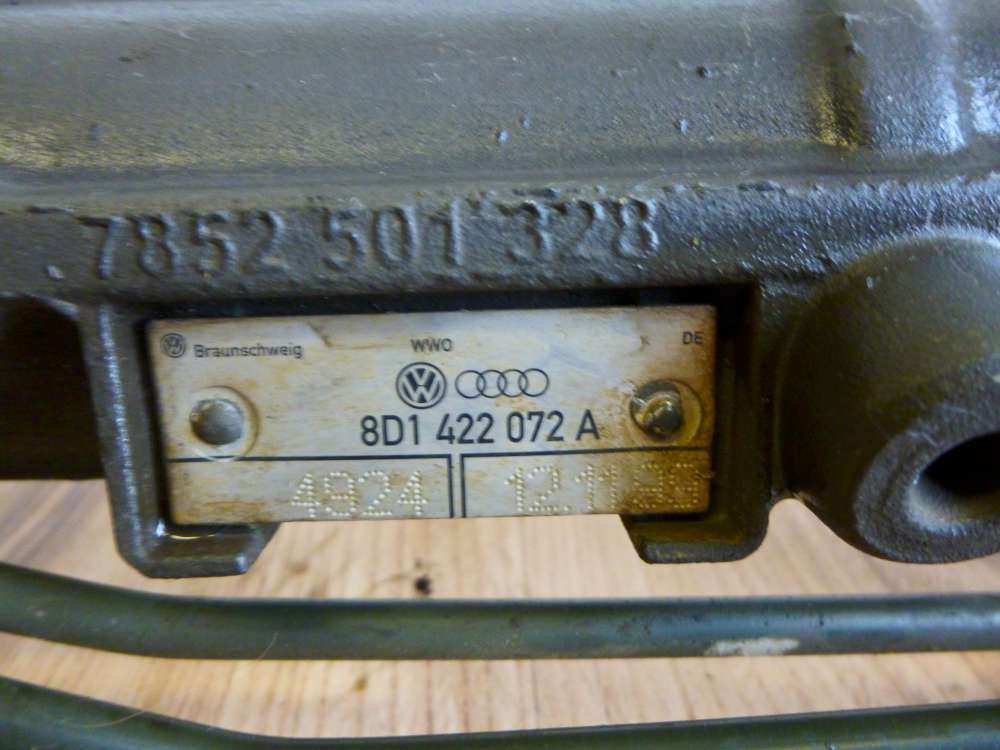 7852 501 328
Braunschweig WWO DE
8D1 422 072 A
4924